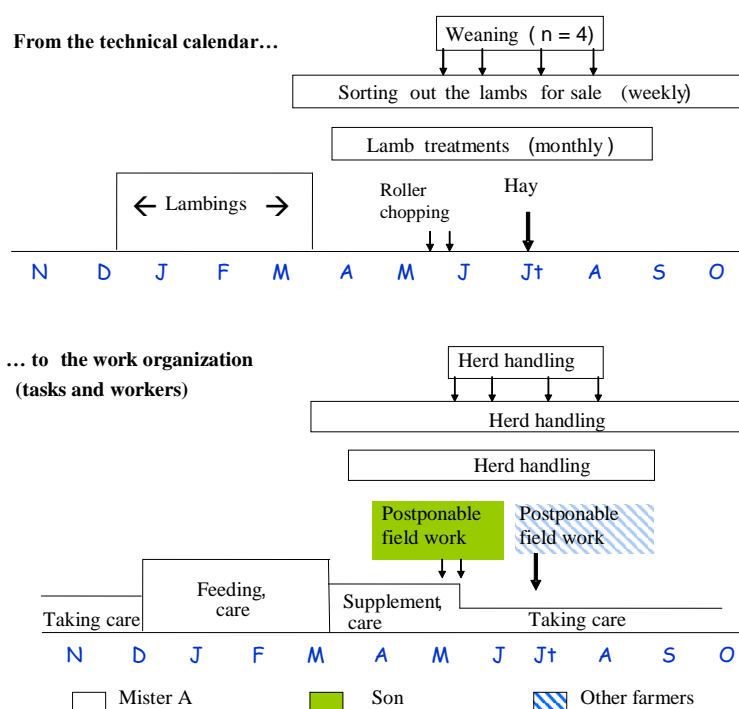 Weaning ( n = 4)
From the technical calendar…
Sorting out the lambs for sale (weekly)
Lamb treatments (monthly )
← Lambings →
Roller
chopping
Hay
N D J F M A M J Jt A S O
… to the work organization
(tasks and workers)
Herd handling
Herd handling
Herd handling
Postponable
field work
Postponable
field work
Feeding,
care
Supplement,
care
Taking care
Taking care
N D J F M A M J Jt A S O
Mister A Son Other farmers